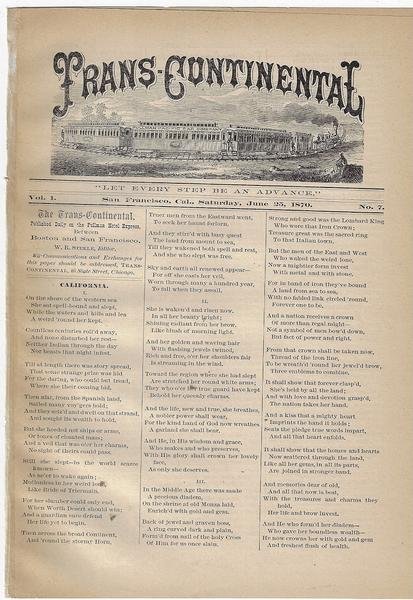 TRANS-CONTINENTAL
"LET EVERY STEP BE AN ADVANCE."
Vol. 1. San Francisco, Cal., Saturday, June 25, 1870. No. 7.
The Trans-Continental.
Published Daily on the Pullman Hotel Express,
Between
Boston and San Francisco,
W. R. STEELE, Editor.
Communications and Exchanges for
this paper should be addressed, TRANS-
CONTINENTAL, 66 State Street, Chicago.
CALIFORNIA.
On the shore of the western sea
She sat spell-bound and slept,
While the waters and hills and lea
A weird 'round her kept.
Countless centuries roll'd away,
And none disturbed her rest—
Neither Indian through the day
Nor beasts that night infest.
Till at length there was story spread,
That some strange prize was hid
For the daring, who could but tread,
Where she their coming bid.
Then afar, from the Spanish land,
Sailed many voy'gers bold;
And they seiz'd and dwelt on that strand,
And sought its wealth to hold.
But she heeded not ships or arms,
Or tones of chanted mass;
And a veil that was o'er her charms,
No sight of theirs could pass.
Still she slept—to the world scarce
known—
As ne'er to wake again;
Motionless in her weird
Like Bride of Triermain.
For her slumber could only end,
When Worth Desert should win;
And a guardian sure defend
Her life yet to begin.
Then across the broad Continent,
And 'round the stormy Horn,
Truer men from the Eastward went,
To seek her hand forlorn.
And they stir'd with busy quest
The land from ascent to sea,
Till they wakened both spell and rest,
And she who slept was free.
Sky and earth all renewed appear—
For off she casts her veil,
Worn through many a hundred year,
To fall when they assail.
II.
She is waken'd and risen now,
In all her beauty bright;
Shining radiant from her brow,
Like blush of morning light.
And her golden and waving hair
With flashing jewels twined,
Rich and free, o'er her shoulders fair
Is streaming in the wind.
Toward the region where she had slept
Are stretched her round white arms;
They who o'er her true guard have kept
Behold her queenly charms.
And the life, new and true, she breathes,
A nobler power shall wear,
For the kind hand of God now wreathes
A garland she shall bear.
And He, in His wisdom and grace,
Who makes and who preserves,
With His glory shall crown her lovely
face,
As only she deserves.
III.
In the Middle Age there was made
A precious diadem,
On the shrine of old Monza laid,
Enrich'd with gold and gem.
Back of jewel and graven boss,
A ring curved dark and plain,
Form'd from nail of the holy Cross
Of Him for us once slain.
Strong and good was the Lombard King
Who wore that Iron Crown;
Treasure great was the sacred ring
To that Italian town.
But the men of the East and West
Who waked the weird lone,
Now a mightier form invest
With metal and with stone.
For in band of iron they've bound
A land from sea to sea,
With no faded link circled 'round,
Forever one to be.
And a nation receives a crown
Of more than regal might—
Not a symbol of men bow'd down,
But fact of power and right.
From that crown shall be taken now,
Thread of the iron line,
To be wreath'd 'round her jewel'd brow,
Three emblems to combine.
It shall show that forever clasp'd,
She's held by all the land;
And with love and devotion grasp'd,
The nation takes her hand.
And a kiss that a mighty heart
Imprints the hand it holds;
Seals the pledge true words impart,
And all that heart enfolds.
It shall show that the homes and hearts
Now scattered through the land,
Like all her gems, in all its parts,
Are joined in stronger band.
And memories dear of old,
And all that now is best,
With the treasures and charms they
hold,
Her life and brow invest.
And He who form'd her diadem—
Who gave her boundless wealth—
He now crowns her with gold and gem
And freshest flush of health.